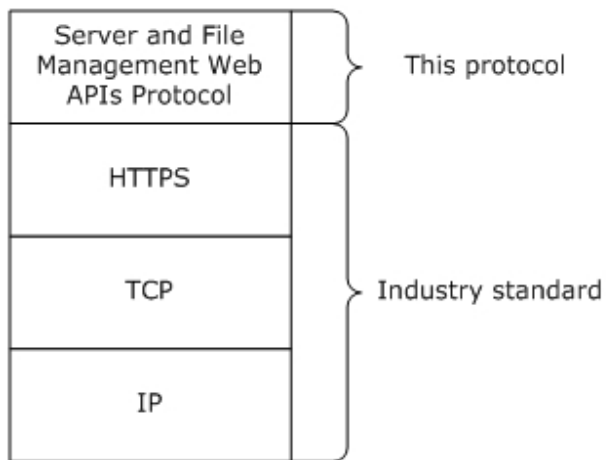 Server and File
Management Web
APIs Protocol
This protocol
HTTPS
TCP
Industry standard
IP